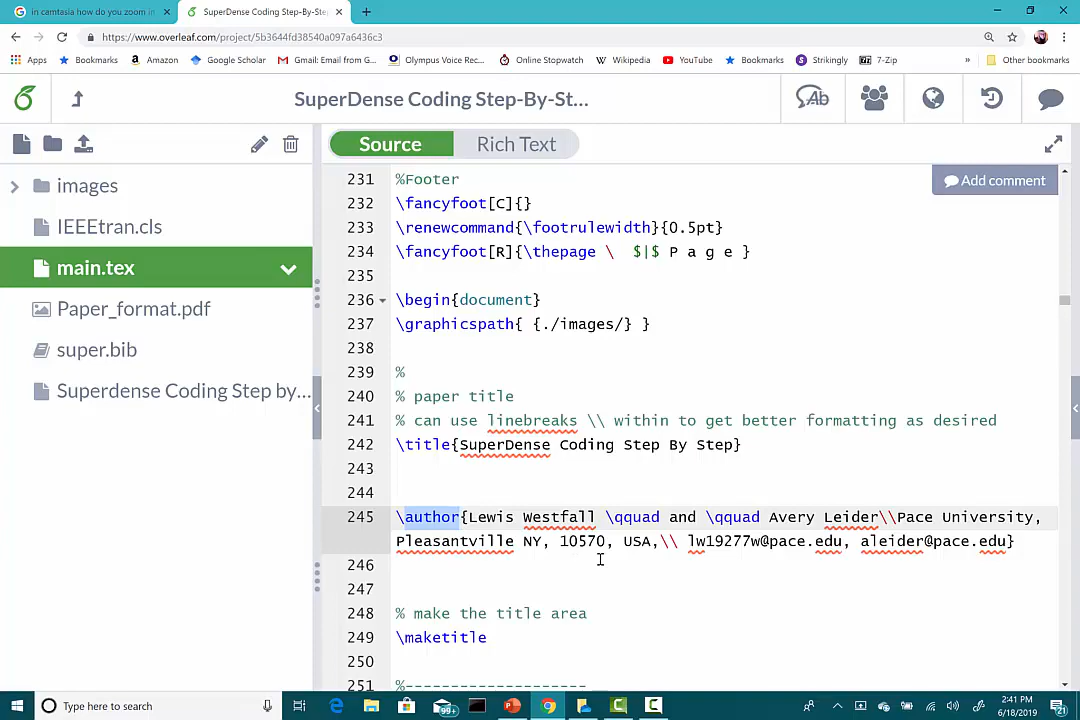 in camtasia how do you zoom in
SuperDense Coding Step-By-Ste
https://www.overleaf.com/project/5b3644fd38540a097a6436c3
Apps
Bookmarks
Amazon
Google Scholar
Gmail: Email from G...
Olympus Voice Rec...
Online Stopwatch
Wikipedia
YouTube
Bookmarks
Strikingly
7-Zip
»
Other bookmarks
SuperDense Coding Step-By-St...
Source
Rich Text
images
IEEEtran.cls
main.tex
Paper_format.pdf
super.bib
Superdense Coding Step by...
Add comment
231 %Footer
232 \fancyfoot[C]{}
233 \renewcommand{\footrulewidth}{0.5pt}
234 \fancyfoot[R]{\thepage \  $|$ P a g e }
235
236 \begin{document}
237 \graphicspath{ {./images/} }
238
239 %
240 % paper title
241 % can use linebreaks \\ within to get better formatting as desired
242 \title{SuperDense Coding Step By Step}
243
244
245 \author{Lewis Westfall \qquad and \qquad Avery Leider\\Pace University,
Pleasantville NY, 10570, USA,\\ lw19277w@pace.edu, aleider@pace.edu}
246
247
248 % make the title area
249 \maketitle
250
251 %--------------------
Type here to search
99+
2:41 PM
6/18/2019
21